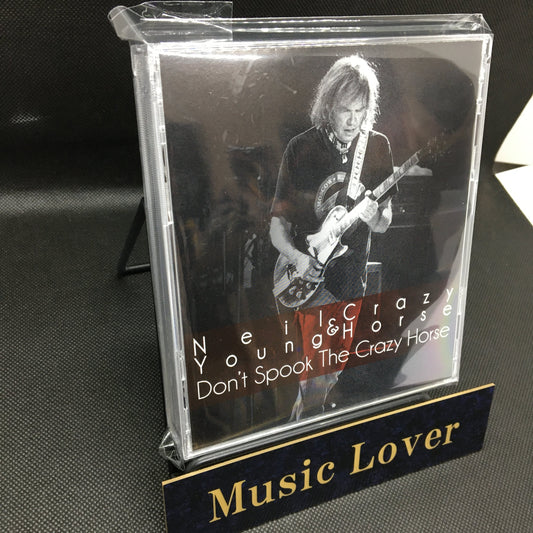 Neil & Crazy
Young & Horse
Don't Spook The Crazy Horse
Music Lover